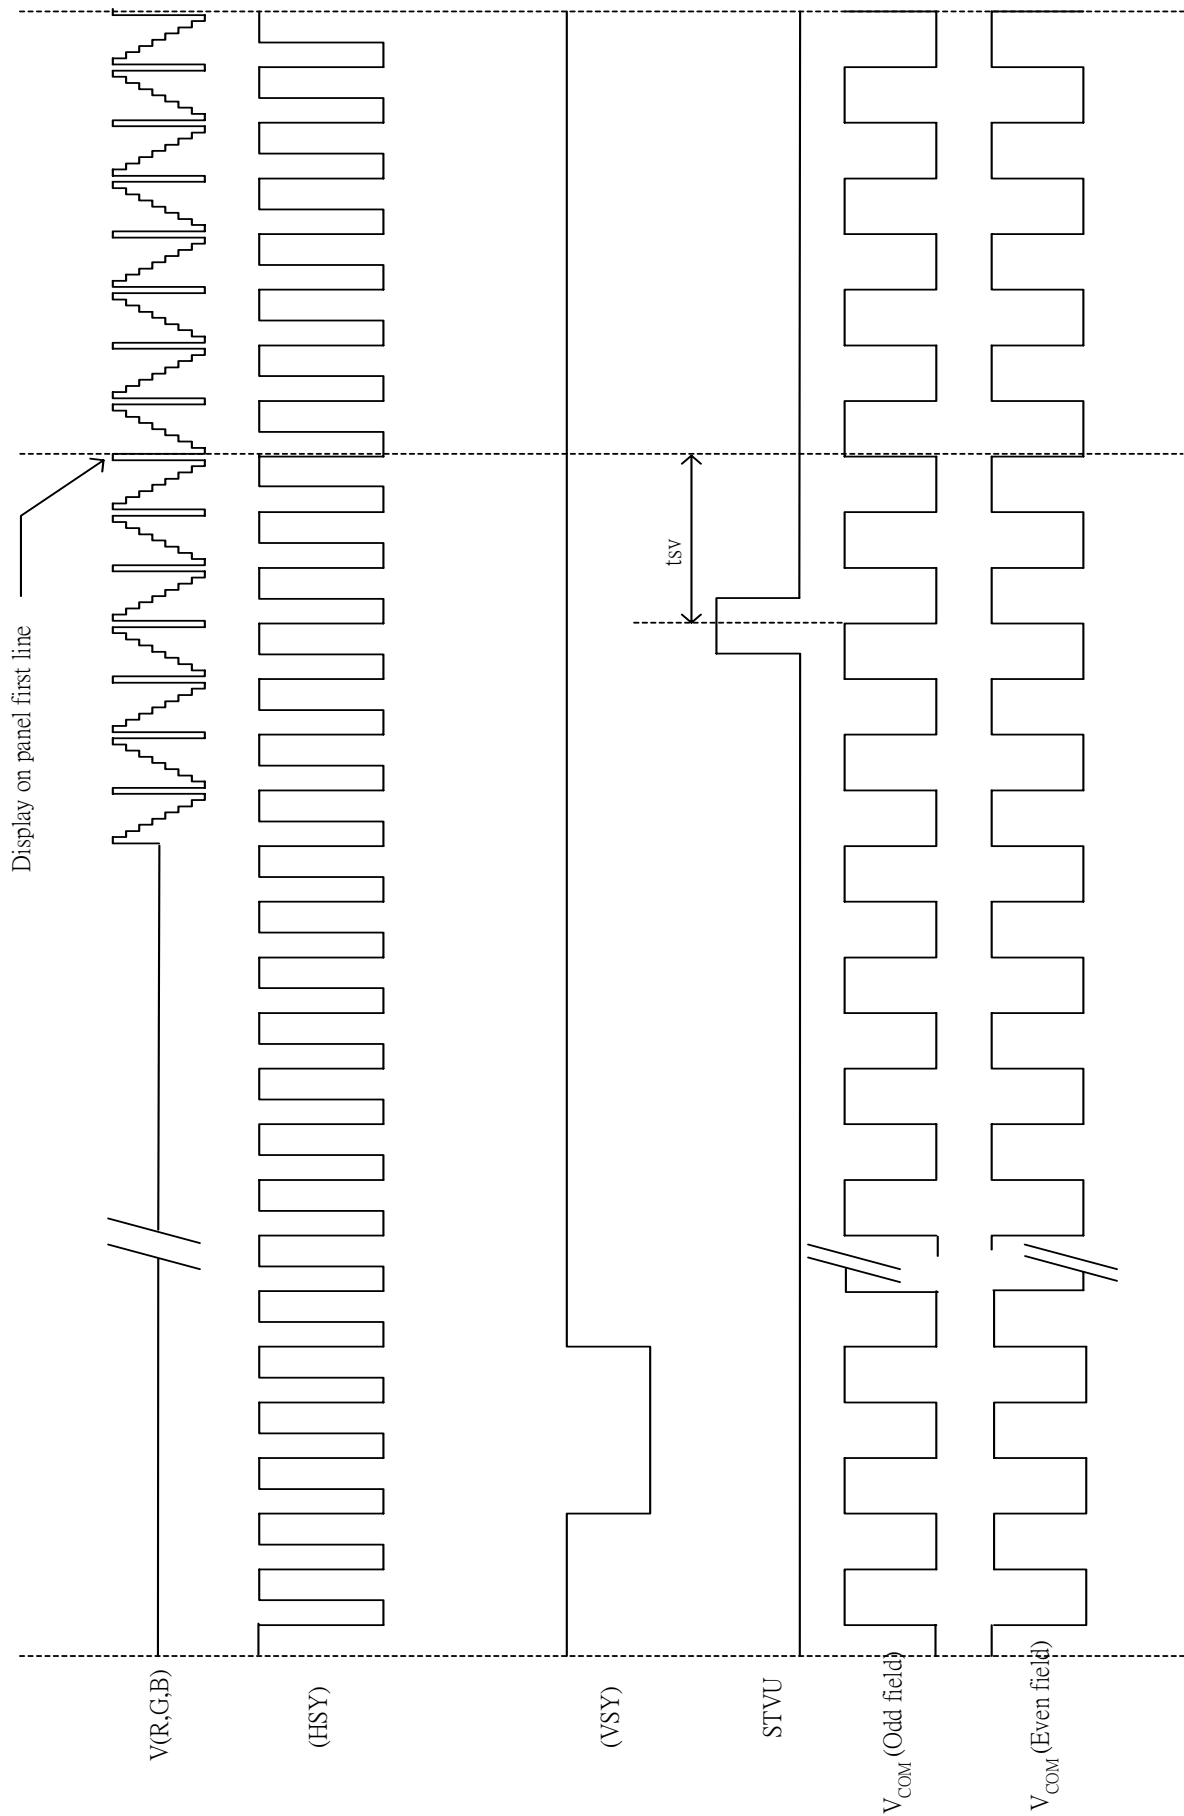 Display on panel first line
V(R,G,B)
(HSY)
(VSY)
tsv
STVU
VCOM (Odd field)
VCOM (Even field)